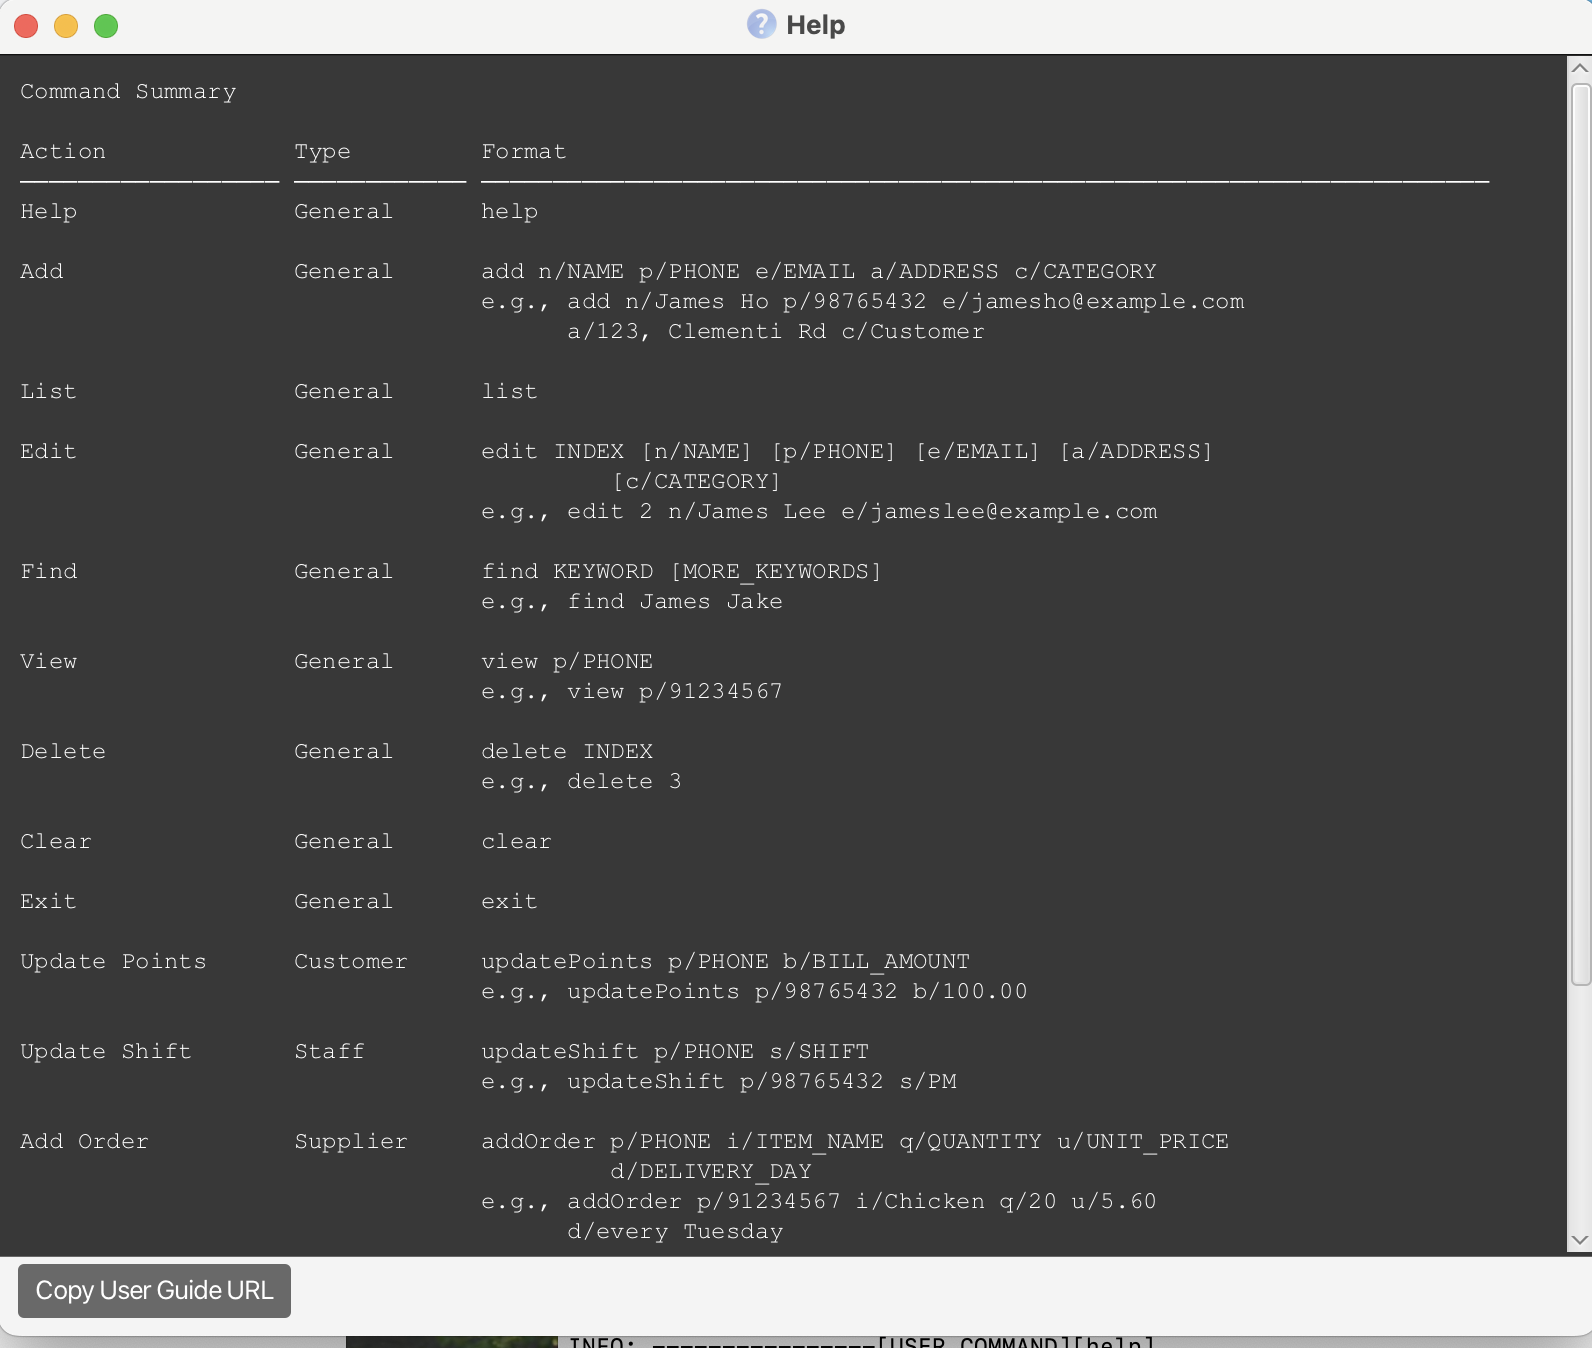 Help
Command Summary
Action Type Format
Help General help
Add General add n/NAME p/PHONE e/EMAIL a/ADDRESS c/CATEGORY
e.g., add n/James Ho p/98765432 e/jamesho@example.com
a/123, Clementi Rd c/Customer
List General list
Edit General edit INDEX [n/NAME] [p/PHONE] [e/EMAIL] [a/ADDRESS]
[c/CATEGORY]
e.g., edit 2 n/James Lee e/jameslee@example.com
Find General find KEYWORD [MORE_KEYWORDS]
e.g., find James Jake
View General view p/PHONE
e.g., view p/91234567
Delete General delete INDEX
e.g., delete 3
Clear General clear
Exit General exit
Update Points Customer updatePoints p/PHONE b/BILL_AMOUNT
e.g., updatePoints p/98765432 b/100.00
Update Shift Staff updateShift p/PHONE s/SHIFT
e.g., updateShift p/98765432 s/PM
Add Order Supplier addOrder p/PHONE i/ITEM_NAME q/QUANTITY u/UNIT_PRICE
d/DELIVERY_DAY
e.g., addOrder p/91234567 i/Chicken q/20 u/5.60
d/every Tuesday
Copy User Guide URL
INFO: ----------------[USER COMMAND][help]